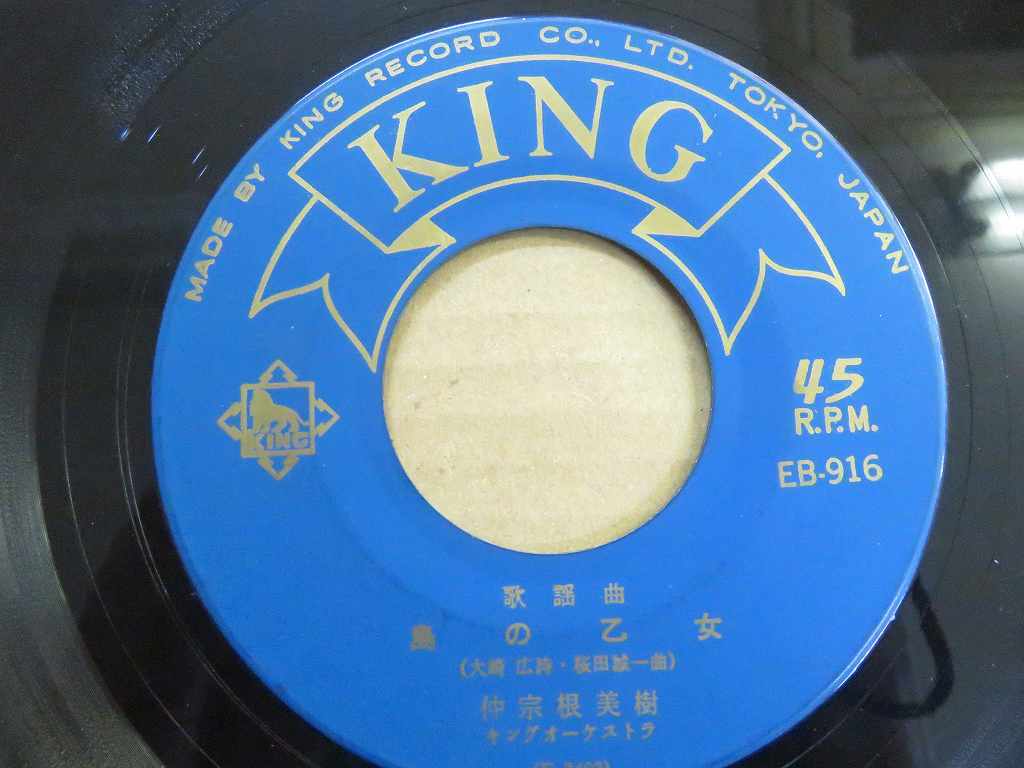 MADE BY KING RECORD CO., LTD. TOKYO, JAPAN
KING
KING
45
R.P.M.
EB-916
歌謡曲
島の乙女
(大崎 広詩・桜田誠一曲)
仲宗根美樹
キングオーケストラ